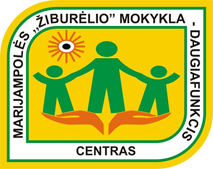 MARIJAMPOLĖS
„ŽIBURĖLIO” MOKYKLA
- DAUGIAFUNKCIS
CENTRAS